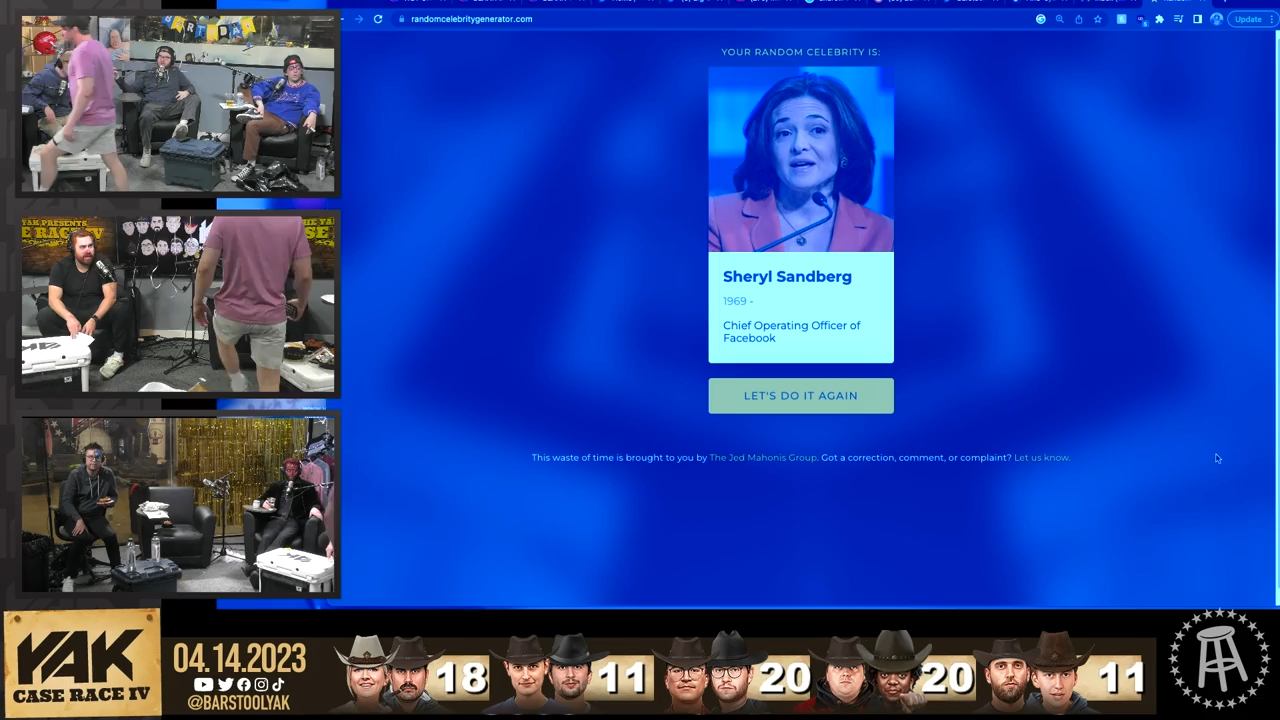 randomcelebritygenerator.com
Update
YOUR RANDOM CELEBRITY IS:
Sheryl Sandberg
1969 -
Chief Operating Officer of
Facebook
LET'S DO IT AGAIN
This waste of time is brought to you by The Jed Mahonis Group. Got a correction, comment, or complaint? Let us know.
YAK
CASE RACE IV
04.14.2023
@BARSTOOLYAK
18
11
20
20
11